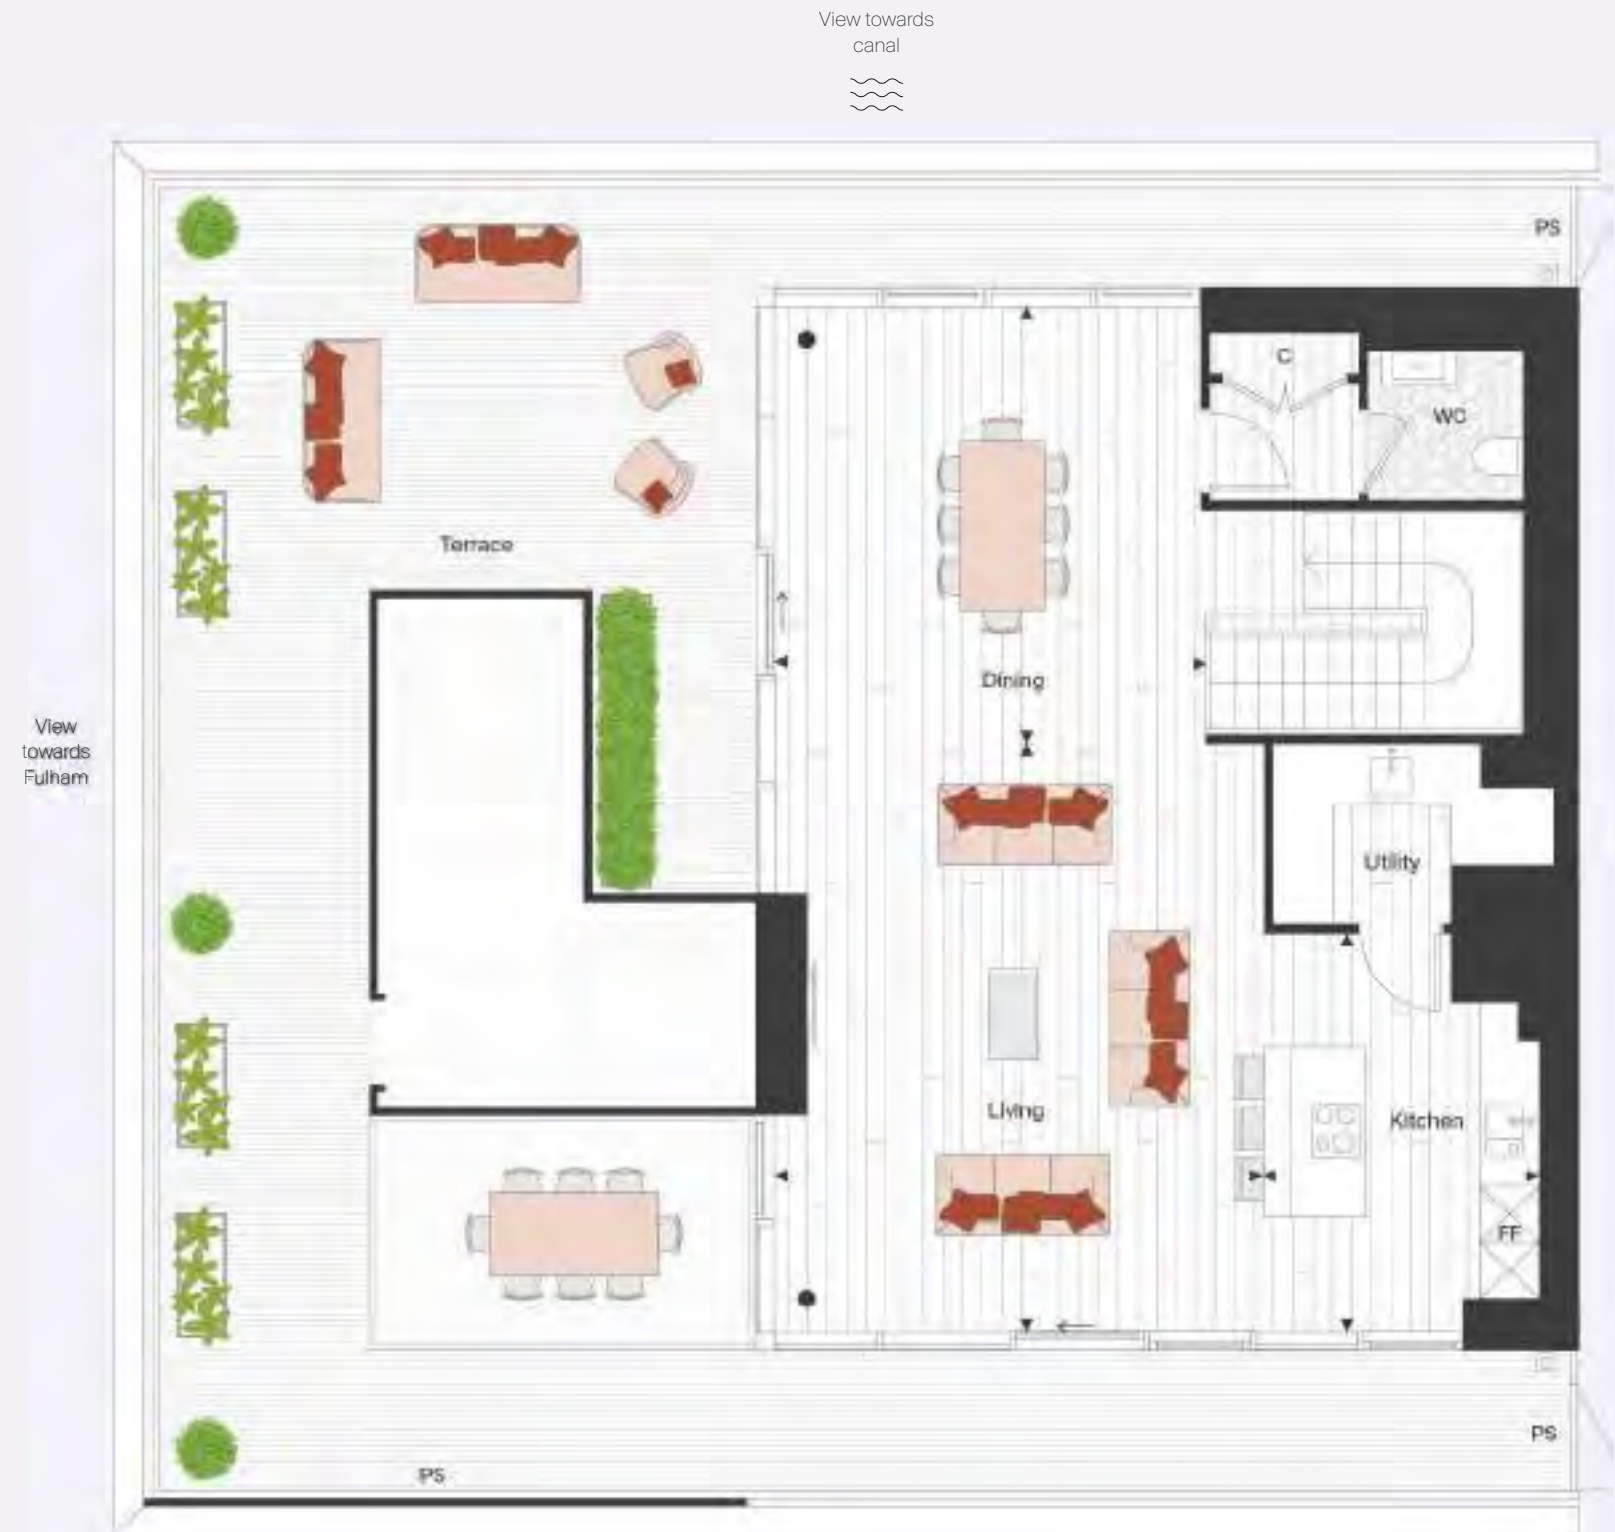 View towards
canal
PS
C
WC
Terrace
Dining
View
towards
Fulham
Utility
Living
Kitchen
FF
PS
PS